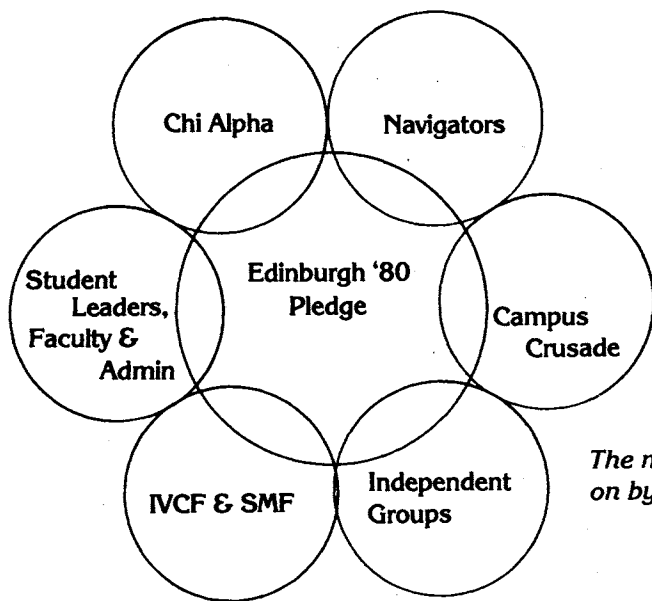 Chi Alpha
Navigators
Edinburgh '80
Pledge
Student
Leaders,
Faculty &
Admin
Campus
Crusade
IVCF & SMF
Independent
Groups
The
on by